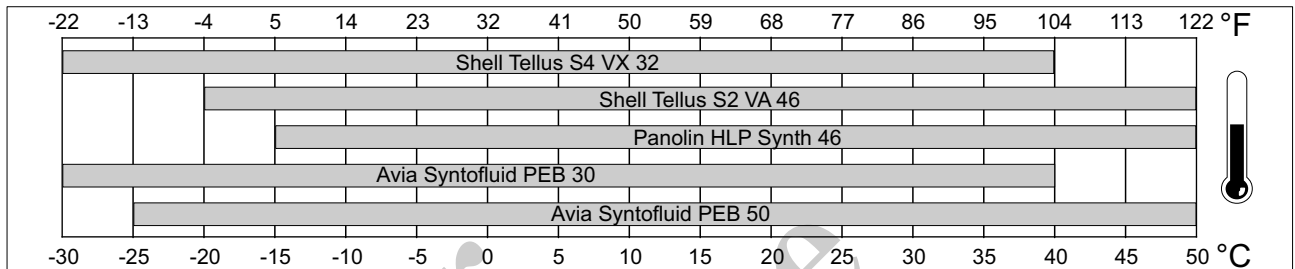 -22 -13 -4 5 14 23 32 41 50 59 68 77 86 95 104 113 122 °F
Shell Tellus S4 VX 32
Shell Tellus S2 VA 46
Panolin HLP Synth 46
Avia Syntofluid PEB 30
Avia Syntofluid PEB 50
-30 -25 -20 -15 -10 -5 0 5 10 15 20 25 30 35 40 45 50 °C